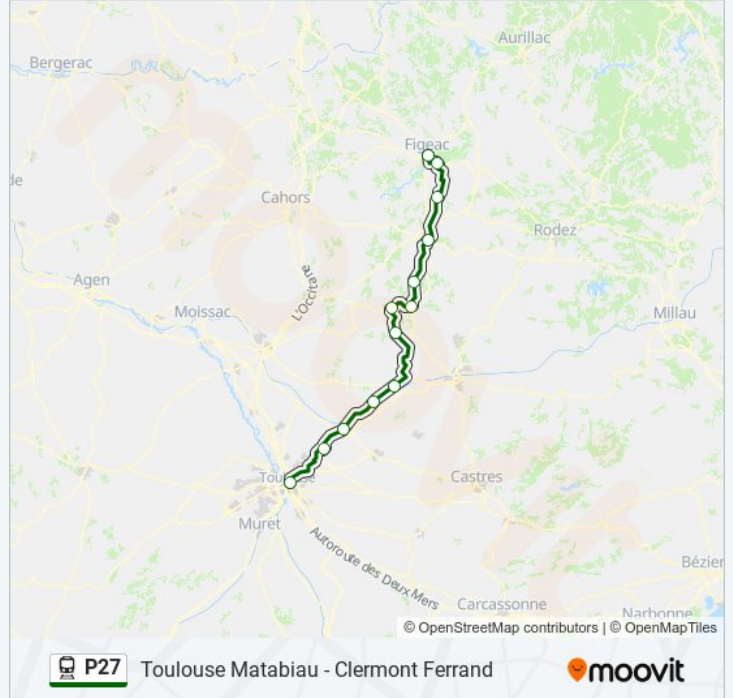 Aurillac
Bergerac
Figeac
Cahors
Rodez
Agen
L'Occitane
Moissac
Millau
Toulouse
Castres
Muret
Autoroute des Deux Mers
Bézier
Carcassonne
Narbonne
© OpenStreetMap contributors | © OpenMapTiles
P27 Toulouse Matabiau - Clermont Ferrand
moovit